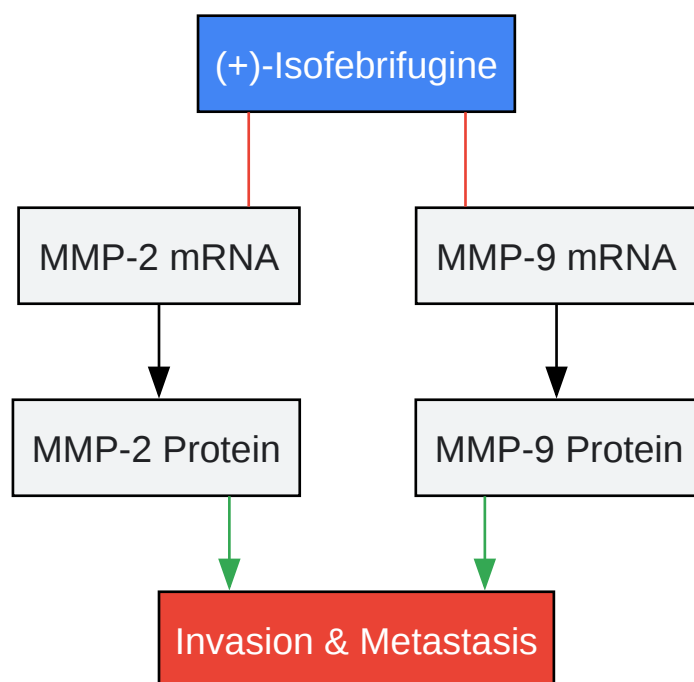 (+)-Isofebrifugine
MMP-2 mRNA
MMP-9 mRNA
MMP-2 Protein
MMP-9 Protein
Invasion & Metastasis